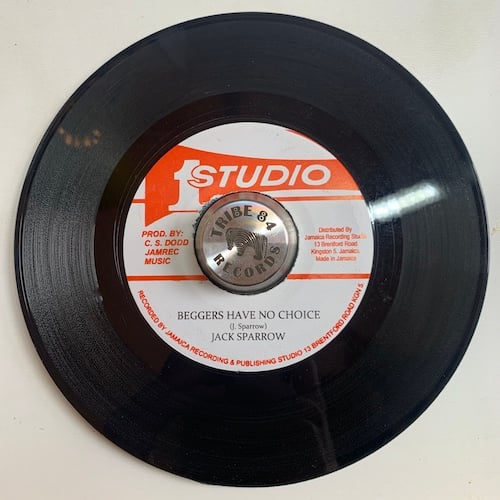 1 STUDIO
PROD. BY:
C. S. DODD
JAMREC
MUSIC
TRIBE 84
RECORDS
Distributed By
Jamaica Recording Studio
13 Brentford Road
Kingston 5. Jamaica.
Made in Jamaica
BEGGERS HAVE NO CHOICE
(J. Sparrow)
JACK SPARROW
RECORDED BY JAMAICA RECORDING & PUBLISHING STUDIO 13 BRENTFORD ROAD KGN 5